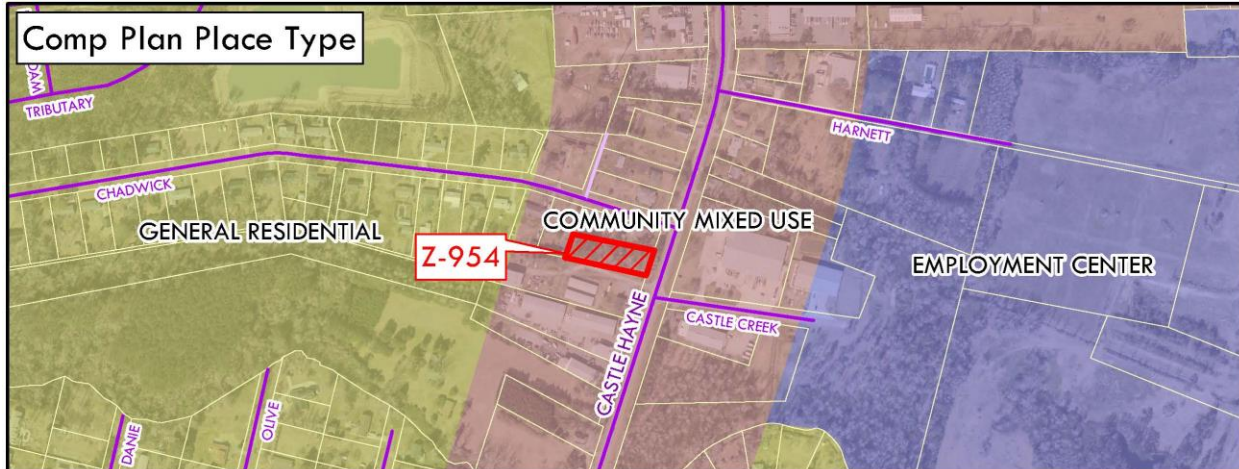 Comp Plan Place Type
DAM
TRIBUTARY
HARNETT
CHADWICK
COMMUNITY MIXED USE
GENERAL RESIDENTIAL
Z-954
EMPLOYMENT CENTER
CASTLE CREEK
CASTLE HAYNE
OLIVE
DANIE